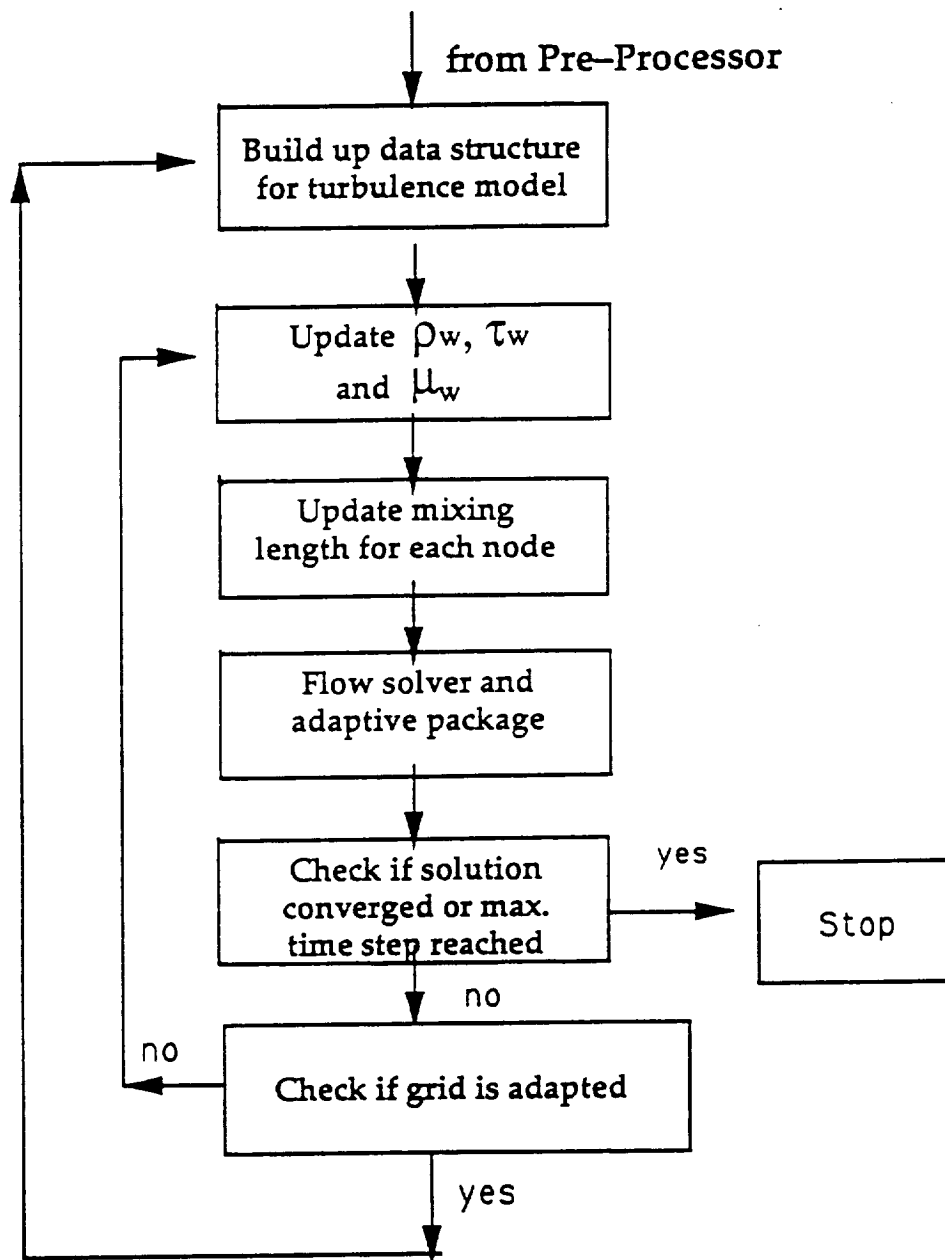 from Pre–Processor
Build up data structure
for turbulence model
Update ρw, τw
and μw
Update mixing
length for each node
Flow solver and
adaptive package
Check if solution
converged or max.
time step reached
yes
Stop
no
no
Check if grid is adapted
yes